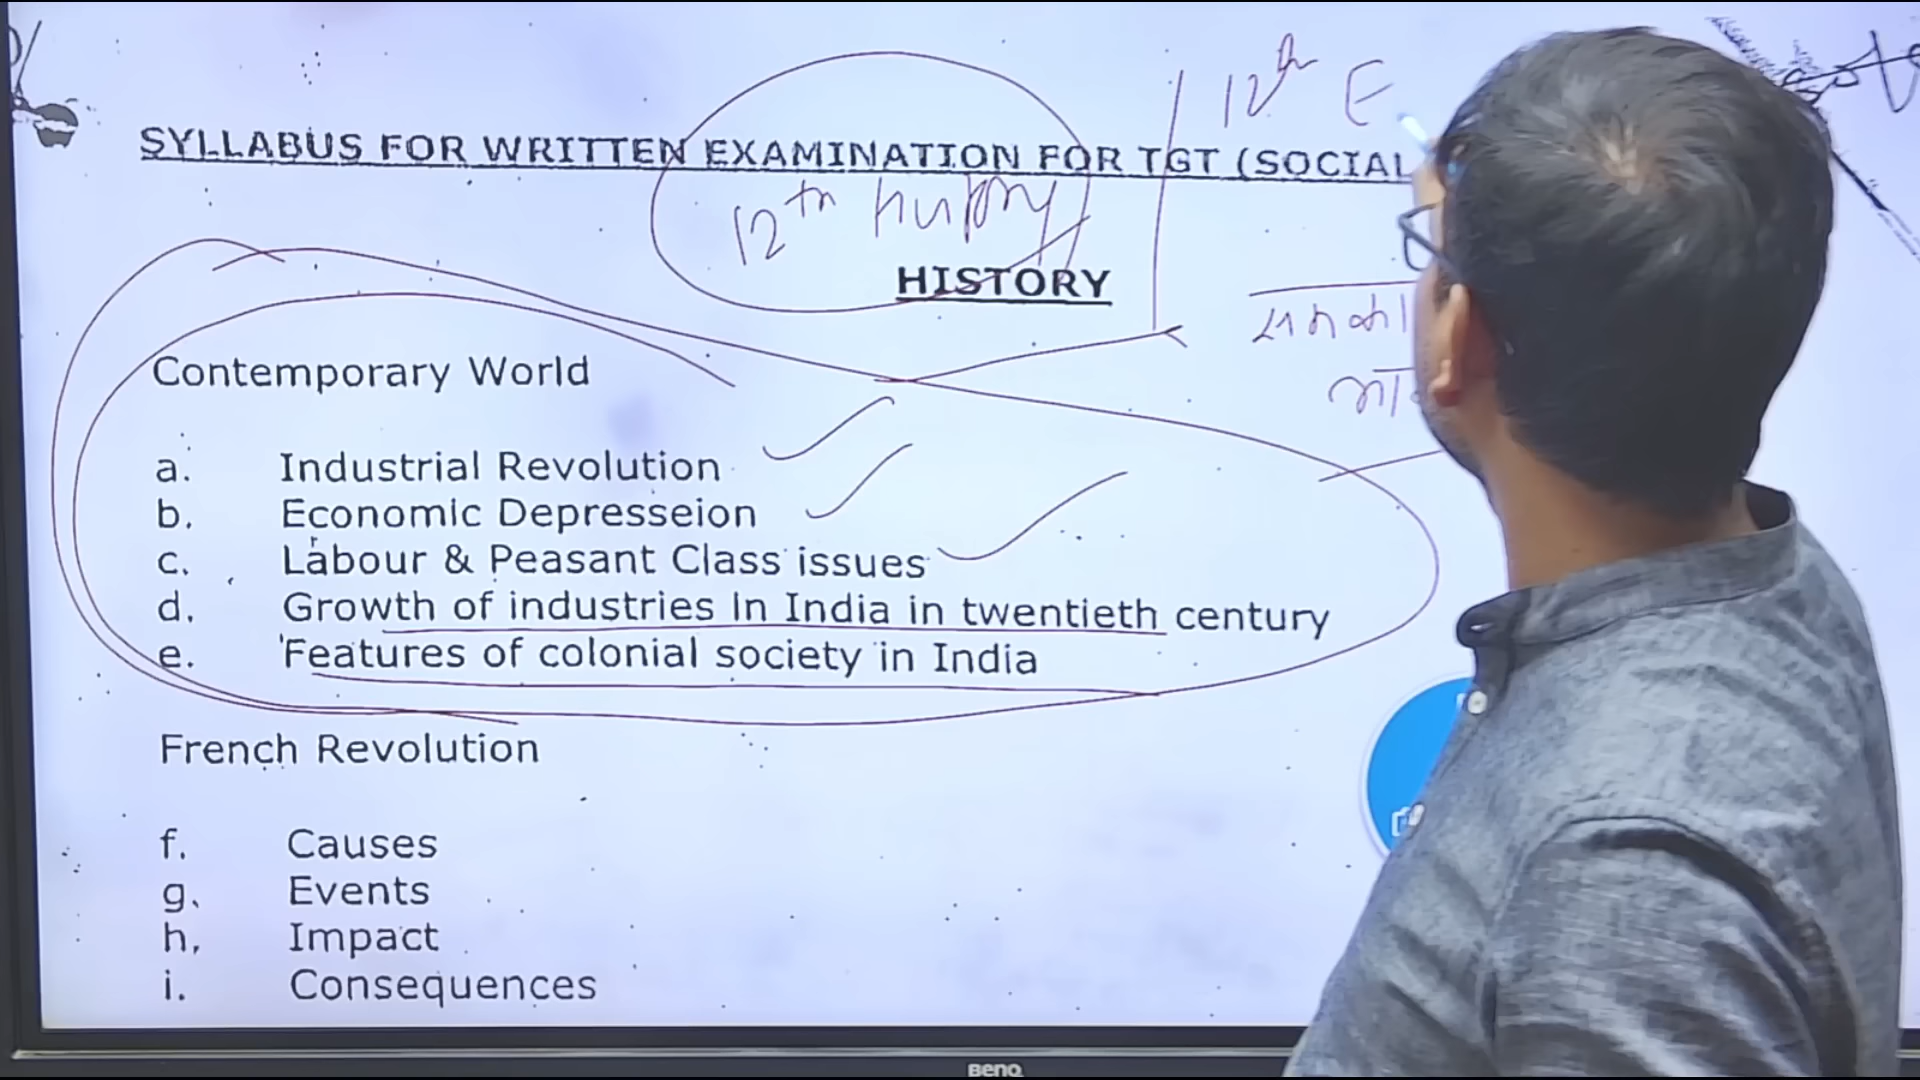 12th E
SYLLABUS FOR WRITTEN EXAMINATION FOR TGT (SOCIAL
12th
HISTORY
Contemporary World
a. Industrial Revolution
b. Economic Depresseion
c. Labour & Peasant Class issues
d. Growth of industries in India in twentieth century
e. Features of colonial society in India
French Revolution
f. Causes
g. Events
h. Impact
i. Consequences
BenQ